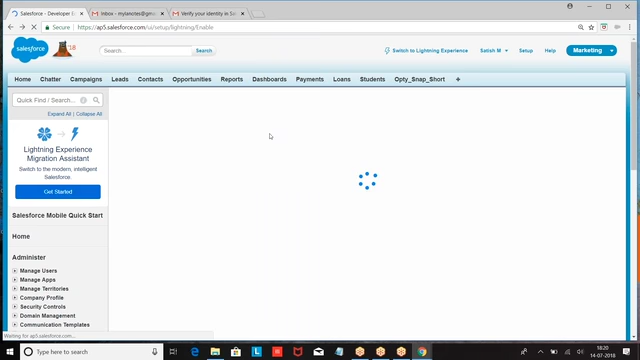 Salesforce - Developer E
Inbox - mylanotes@gma
Verify your identity in Sa
https://ap5.salesforce.com/ui/setup/lightning/Enable
salesforce
'18
Search...
Search
Switch to Lightning Experience
Satish M
Setup
Help
Marketing
Home
Chatter
Campaigns
Leads
Contacts
Opportunities
Reports
Dashboards
Payments
Loans
Students
Opty_Snap_Short
+
Quick Find / Search...
Expand All | Collapse All
Lightning Experience
Migration Assistant
Switch to the modern, intelligent
Salesforce.
Get Started
Salesforce Mobile Quick Start
Home
Administer
Manage Users
Manage Apps
Manage Territories
Company Profile
Security Controls
Domain Management
Communication Templates
Waiting for ap5.salesforce.com...
Type here to search
18:20
14-07-2018